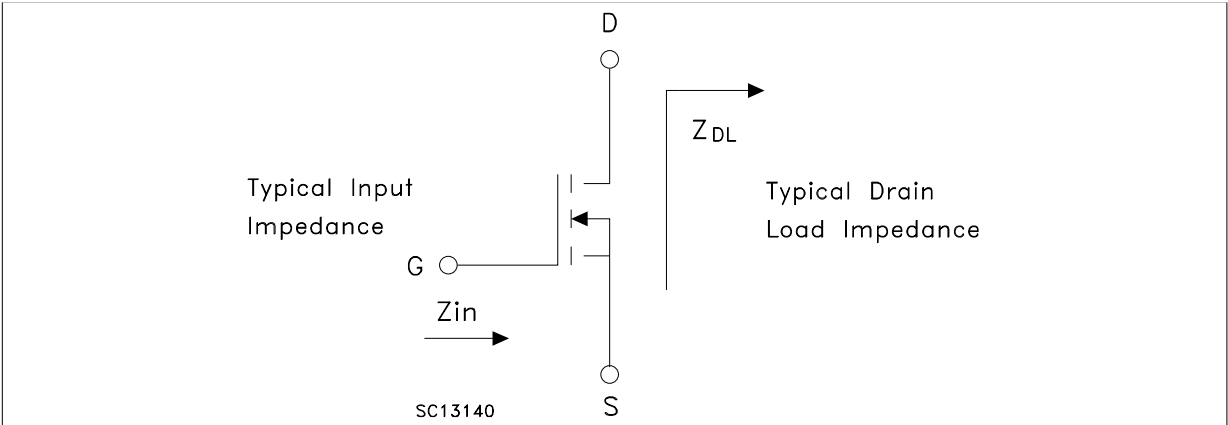 D
Z DL
Typical Input
Impedance
Typical Drain
Load Impedance
G
Zin
SC13140
S